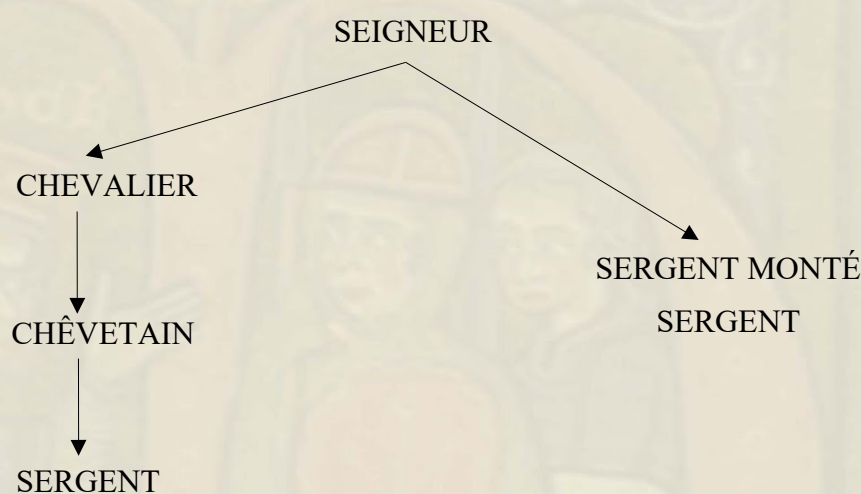 SEIGNEUR
CHEVALIER
SERGENT MONTÉ
SERGENT
CHÊVETAIN
SERGENT